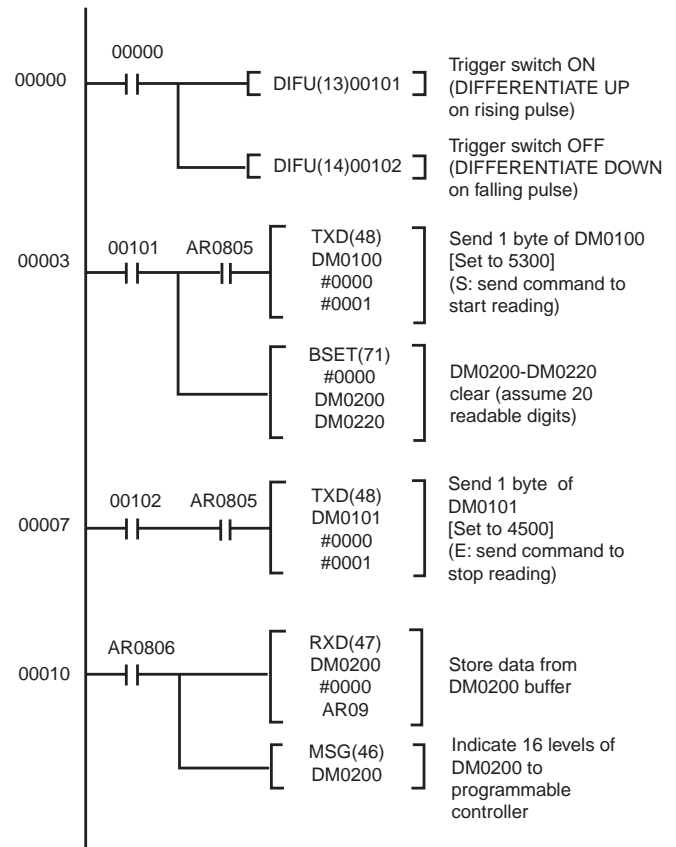 00000
00000
DIFU(13)00101
Trigger switch ON
(DIFFERENTIATE UP
on rising pulse)
DIFU(14)00102
Trigger switch OFF
(DIFFERENTIATE DOWN
on falling pulse)
00003
00101
AR0805
TXD(48)
DM0100
#0000
#0001
Send 1 byte of DM0100
[Set to 5300]
(S: send command to
start reading)
BSET(71)
#0000
DM0200
DM0220
DM0200-DM0220
clear (assume 20
readable digits)
00007
00102
AR0805
TXD(48)
DM0101
#0000
#0001
Send 1 byte of
DM0101
[Set to 4500]
(E: send command to
stop reading)
00010
AR0806
RXD(47)
DM0200
#0000
AR09
Store data from
DM0200 buffer
MSG(46)
DM0200
Indicate 16 levels of
DM0200 to
programmable
controller